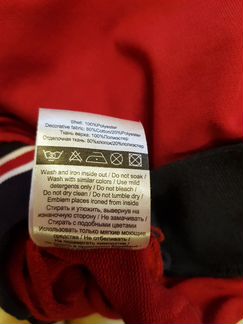 Shell: 100%Polyester
Decorative fabric: 80%Cotton/20%Polyester
Ткань верха: 100%Полиэстер
Отделочная ткань: 80%хлопок/20%полиэстер
Wash and iron inside out / Do not soak /
Wash with similar colors / Use mild
detergents only / Do not bleach /
Do not dry clean / Do not tumble dry /
Emblem places ironed from inside
Стирать и утюжить, вывернув на
изнаночную сторону / Не замачивать /
Стирать с подобными цветами
Использовать только мягкие моющие
средства / Не отбеливать /